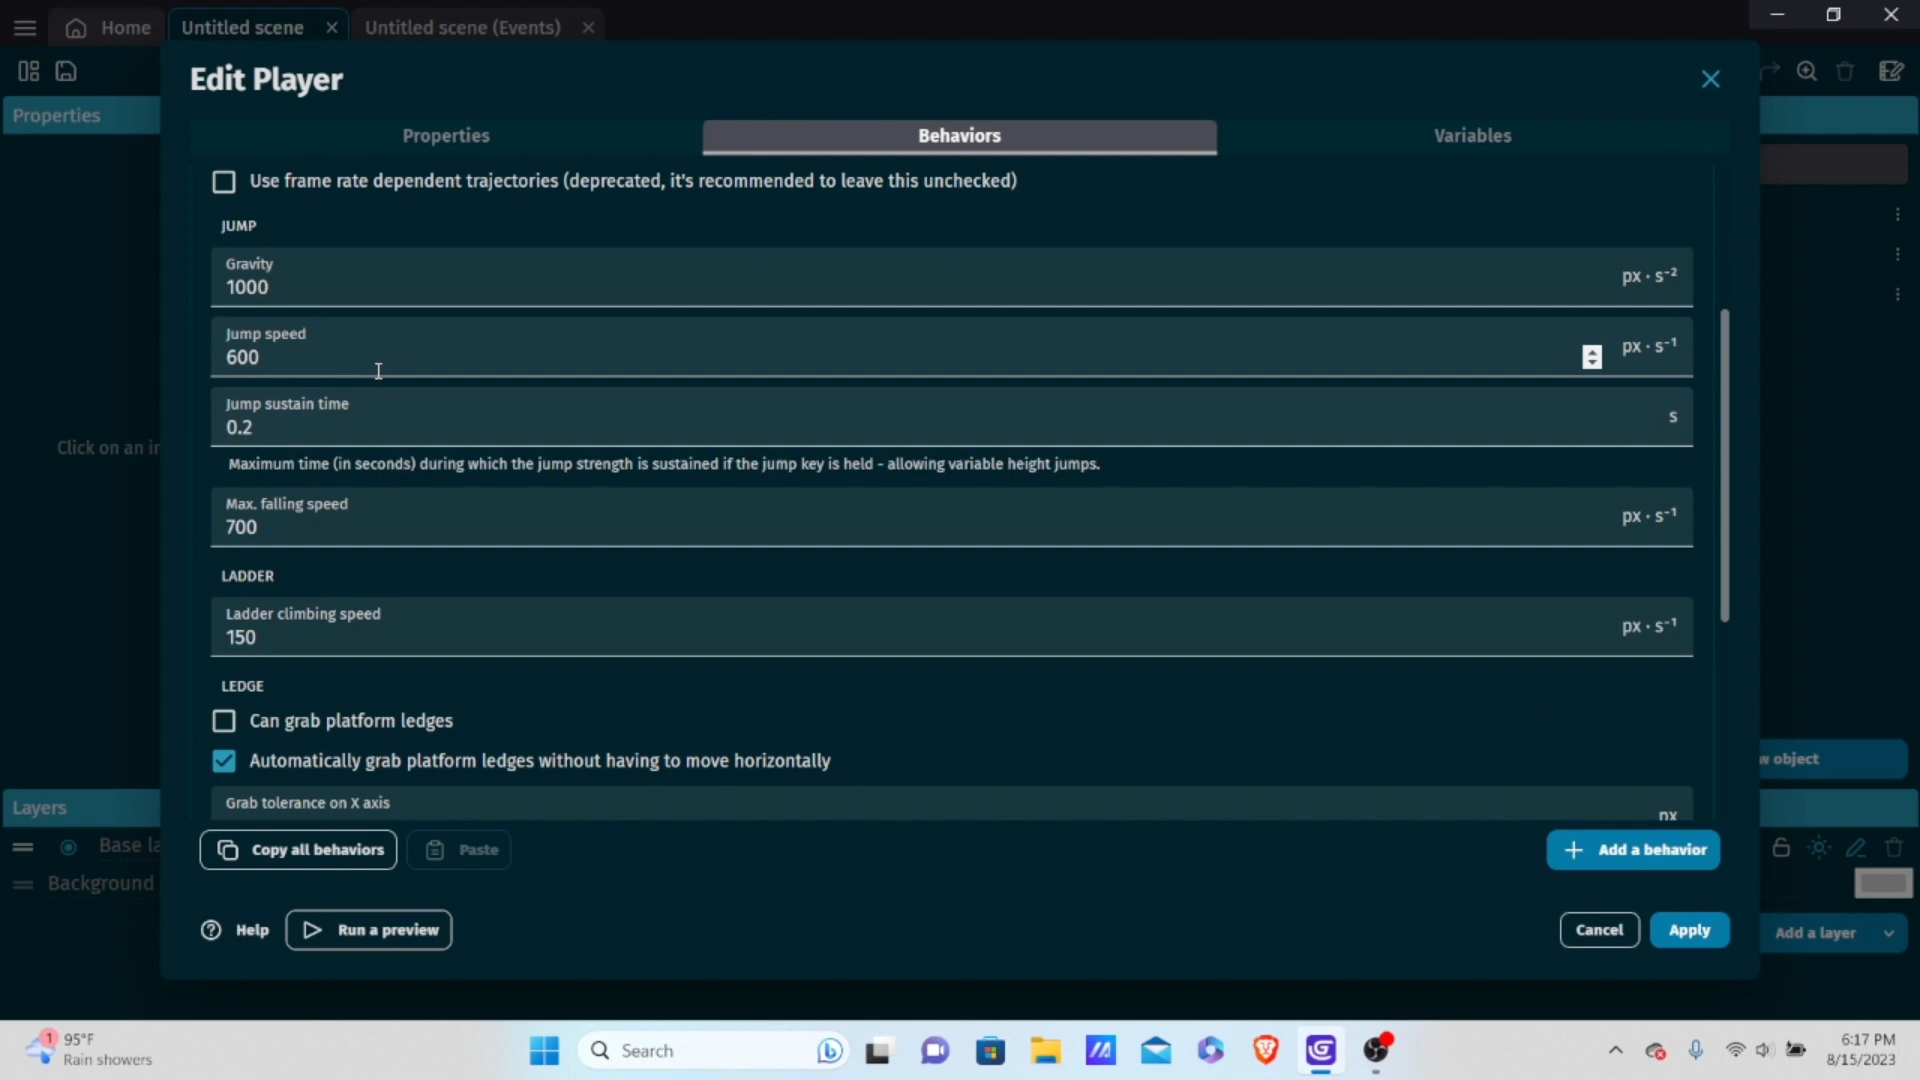 Home
Untitled scene
Untitled scene (Events)
Edit Player
Properties
Properties
Behaviors
Variables
Use frame rate dependent trajectories (deprecated, it's recommended to leave this unchecked)
JUMP
Gravity
1000
px · s⁻²
Jump speed
600
px · s⁻¹
Jump sustain time
0.2
s
Maximum time (in seconds) during which the jump strength is sustained if the jump key is held - allowing variable height jumps.
Click on an in
Max. falling speed
700
px · s⁻¹
LADDER
Ladder climbing speed
150
px · s⁻¹
LEDGE
Can grab platform ledges
Automatically grab platform ledges without having to move horizontally
w object
Grab tolerance on X axis
px
Layers
Base la
Background
Copy all behaviors
Paste
Add a behavior
Help
Run a preview
Cancel
Apply
Add a layer
1
95°F
Rain showers
Search
6:17 PM
8/15/2023